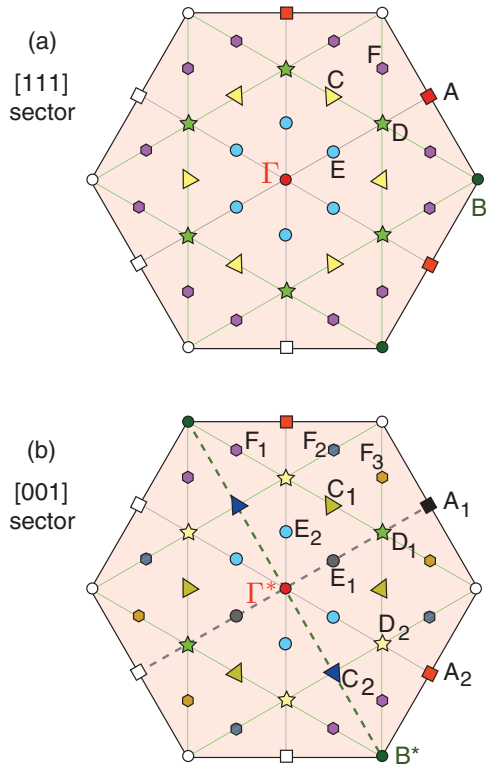 (a)
[111]
sector
F
C
A
D
E
Γ
B
(b)
[001]
sector
F1
F2
F3
C1
A1
E2
D1
E1
Γ*
D2
C2
A2
B*